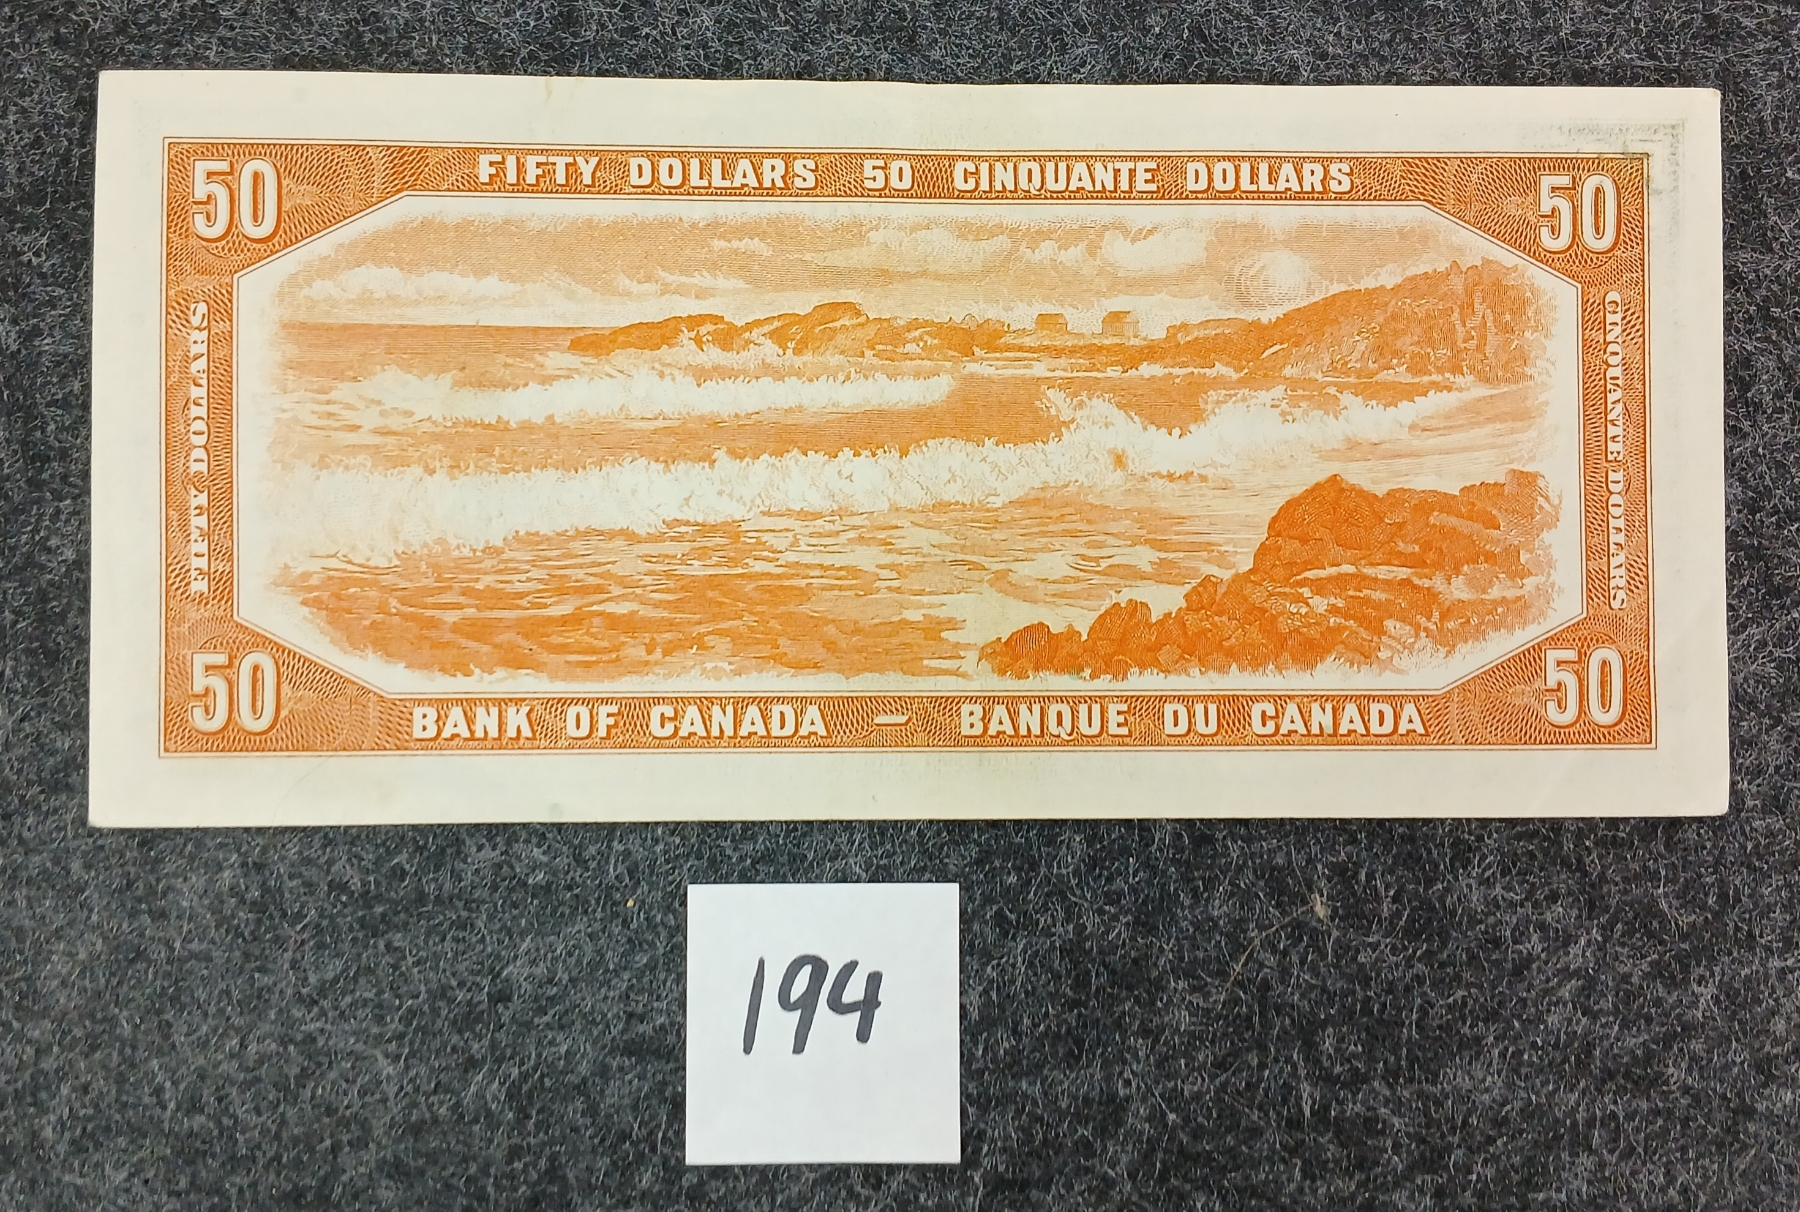 50
FIFTY DOLLARS 50 CINQUANTE DOLLARS
50
FIFTY DOLLARS
CINQUANTE DOLLARS
50
BANK OF CANADA — BANQUE DU CANADA
50
194